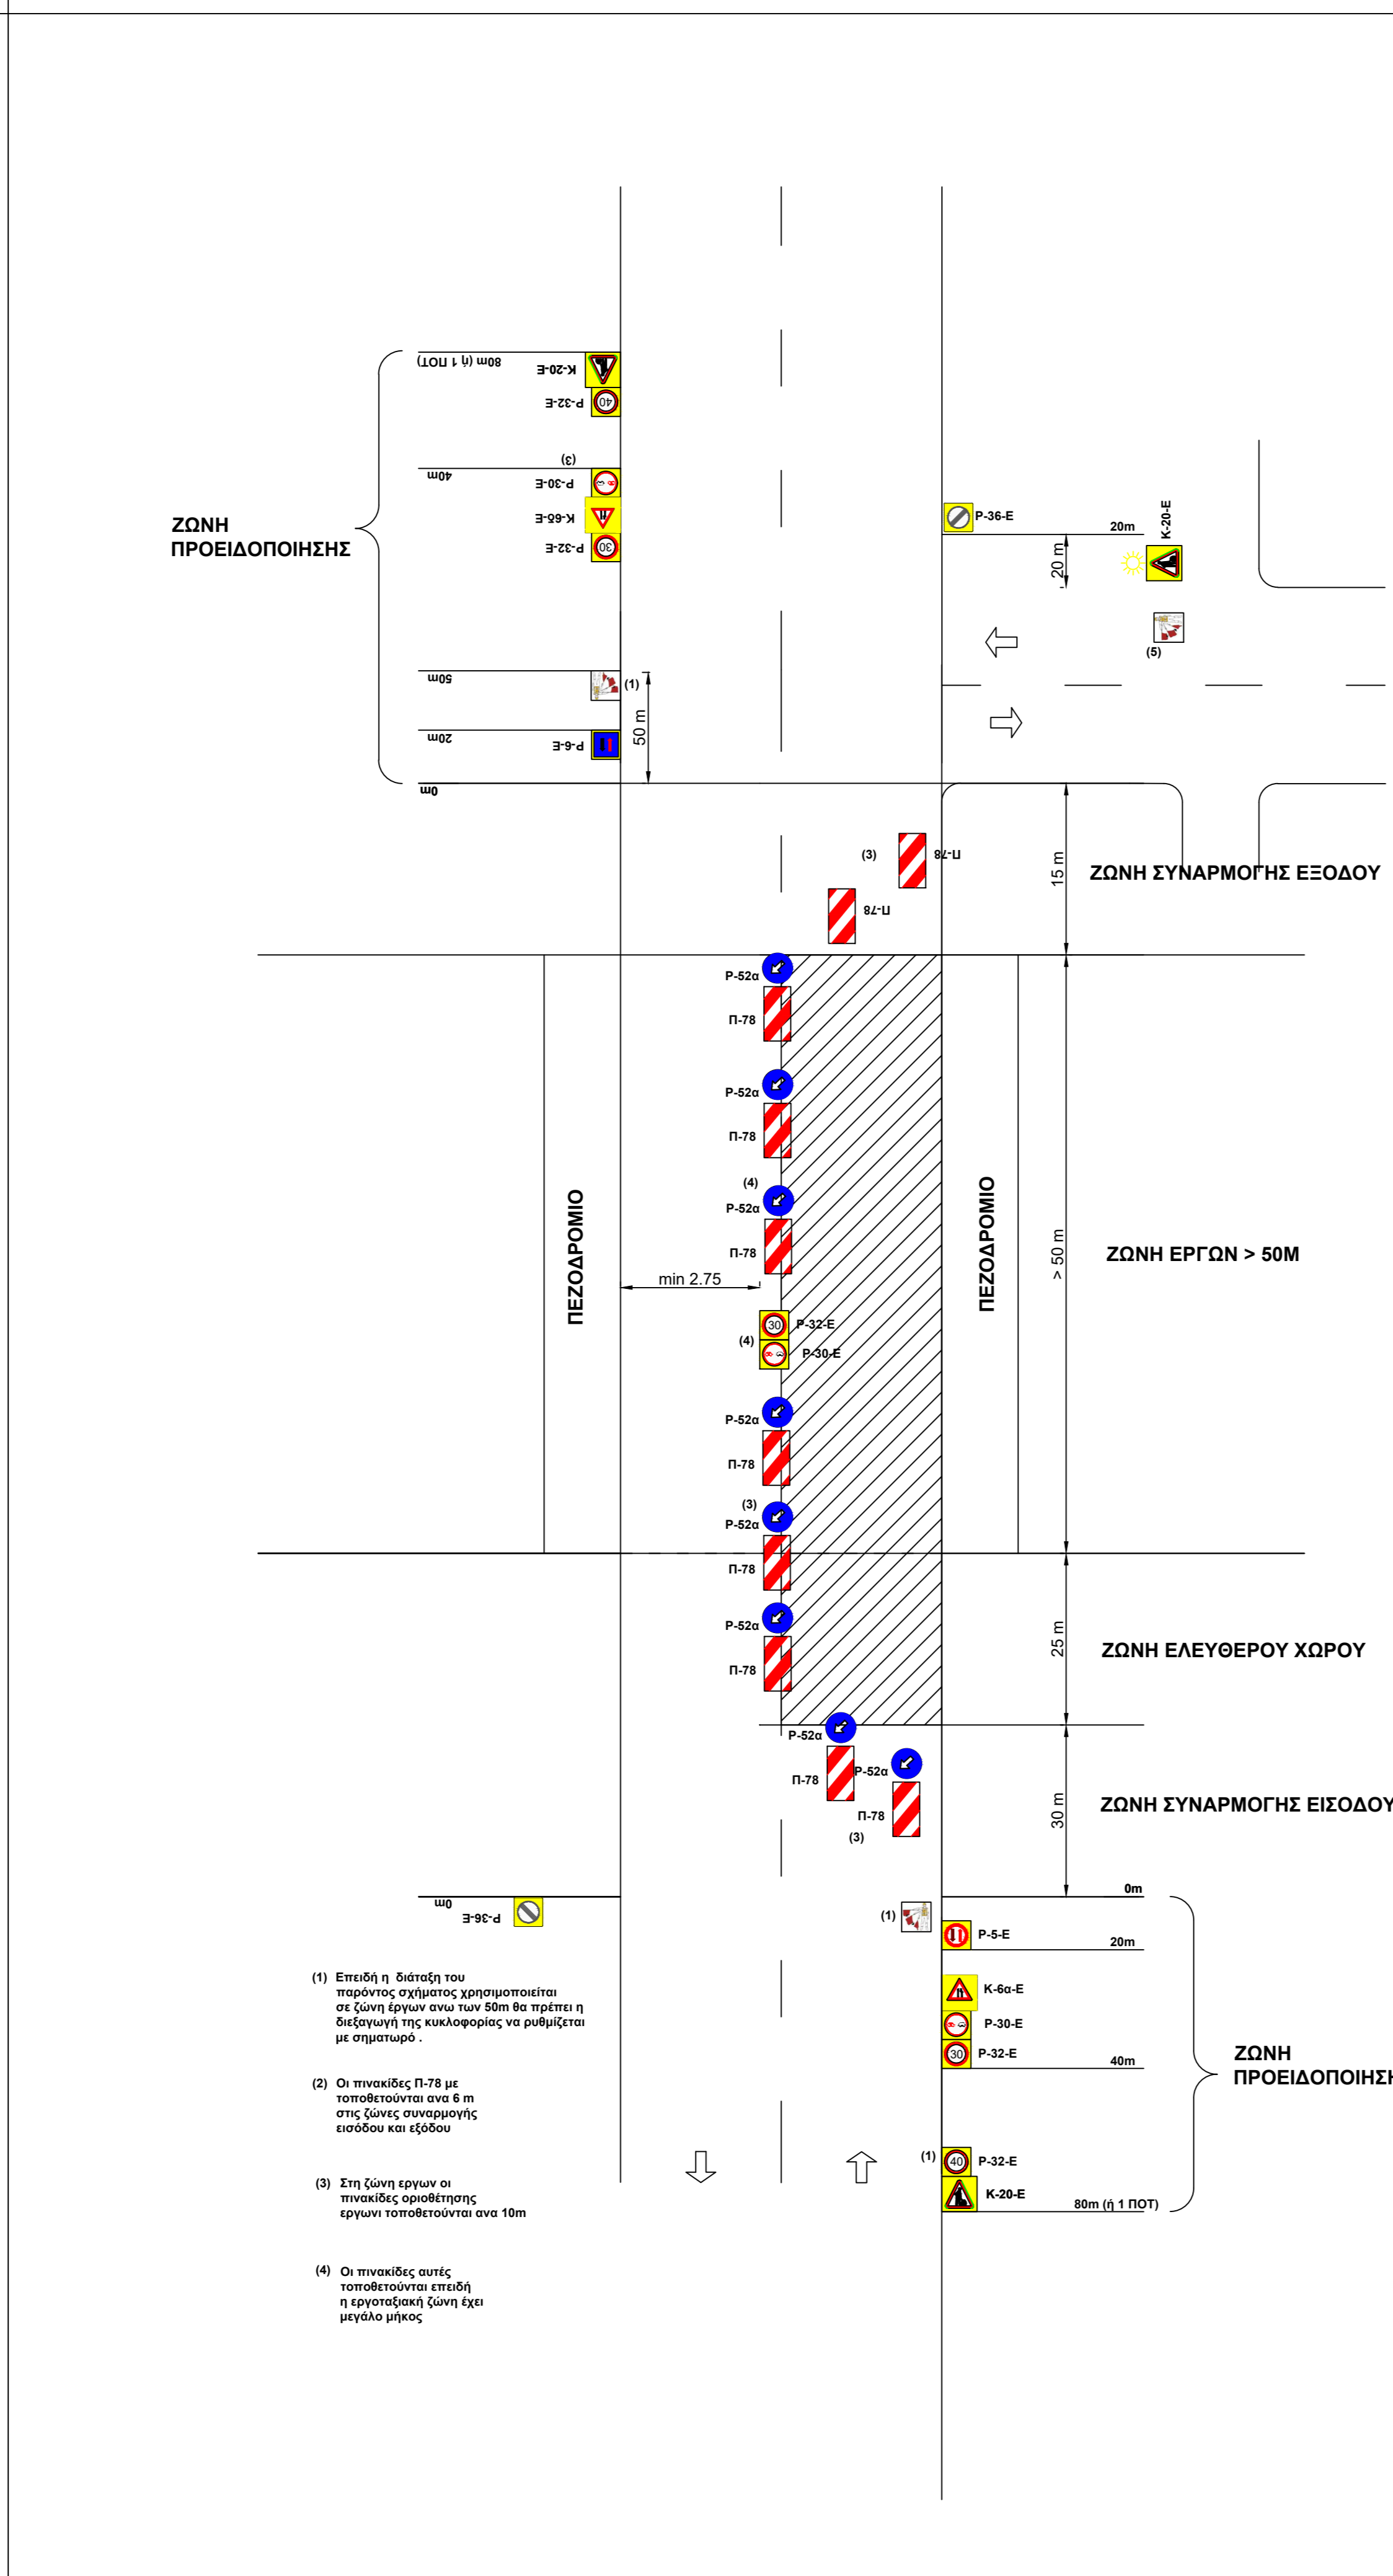 80m (ή 1 ΠΟΤ)
K-20-E
40
P-32-E
(3)
40m
P-30-E
K-65-E
30
P-32-E
ΖΩΝΗ
ΠΡΟΕΙΔΟΠΟΙΗΣΗΣ
P-36-E
20m
K-20-E
20 m
(5)
50m
(1)
50 m
20m
P-6-E
0m
(3)
Π-78
Π-78
15 m
ΖΩΝΗ ΣΥΝΑΡΜΟΓΗΣ ΕΞΟΔΟΥ
P-52α
Π-78
P-52α
Π-78
(4)
P-52α
Π-78
ΠΕΖΟΔΡΟΜΙΟ
ΠΕΖΟΔΡΟΜΙΟ
> 50 m
ΖΩΝΗ ΕΡΓΩΝ > 50Μ
min 2.75
30
P-32-E
(4)
P-30-E
P-52α
Π-78
(3)
P-52α
Π-78
P-52α
Π-78
25 m
ΖΩΝΗ ΕΛΕΥΘΕΡΟΥ ΧΩΡΟΥ
P-52α
Π-78
P-52α
Π-78
(3)
30 m
ΖΩΝΗ ΣΥΝΑΡΜΟΓΗΣ ΕΙΣΟΔΟΥ
0m
P-36-E
0m
(1)
P-5-E
20m
K-6α-E
P-30-E
30
P-32-E
40m
ΖΩΝΗ
ΠΡΟΕΙΔΟΠΟΙΗΣΗ
(1)
40
P-32-E
K-20-E
80m (ή 1 ΠΟΤ)
(1) Επειδή η διάταξη του
παρόντος σχήματος χρησιμοποιείται
σε ζώνη έργων ανω των 50m θα πρέπει η
διεξαγωγή της κυκλοφορίας να ρυθμίζεται
με σηματωρό .
(2) Οι πινακίδες Π-78 με
τοποθετούνται ανα 6 m
στις ζώνες συναρμογής
εισόδου και εξόδου
(3) Στη ζώνη εργων οι
πινακίδες οριοθέτησης
εργωνι τοποθετούνται ανα 10m
(4) Οι πινακίδες αυτές
τοποθετούνται επειδή
η εργοταξιακή ζώνη έχει
μεγάλο μήκος